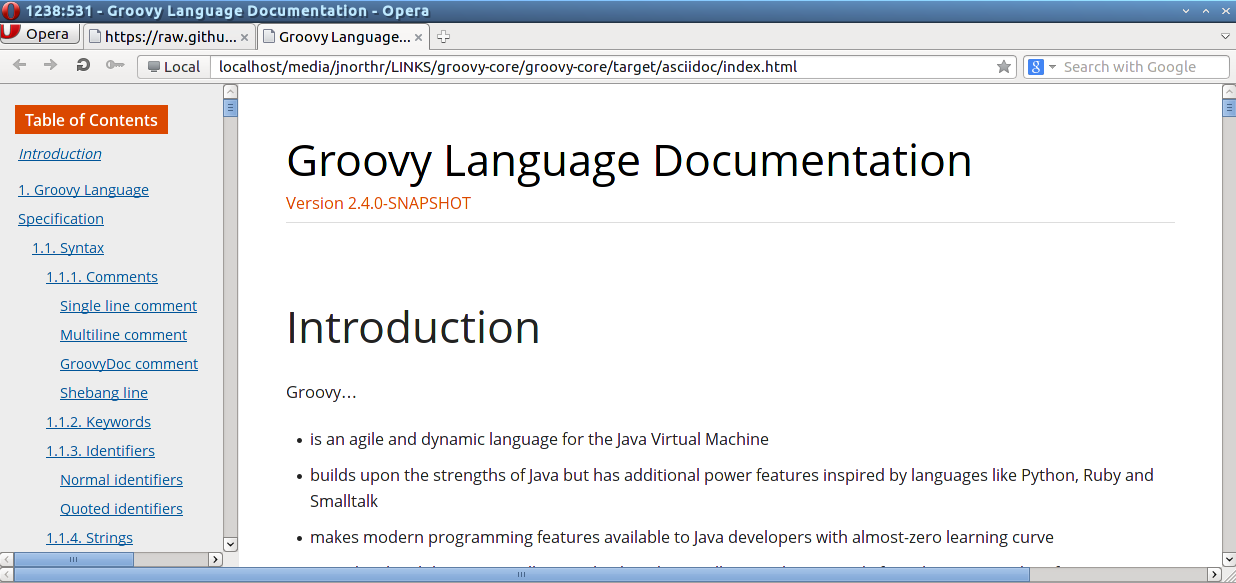 1238:531 - Groovy Language Documentation - Opera
Opera
https://raw.githu...
Groovy Language...
Local
localhost/media/jnorthr/LINKS/groovy-core/groovy-core/target/asciidoc/index.html
8
Search with Google
Table of Contents
Introduction
1. Groovy Language
Specification
1.1. Syntax
1.1.1. Comments
Single line comment
Multiline comment
GroovyDoc comment
Shebang line
1.1.2. Keywords
1.1.3. Identifiers
Normal identifiers
Quoted identifiers
1.1.4. Strings
Groovy Language Documentation
Version 2.4.0-SNAPSHOT
Introduction
Groovy…
• is an agile and dynamic language for the Java Virtual Machine
• builds upon the strengths of Java but has additional power features inspired by languages like Python, Ruby and
Smalltalk
• makes modern programming features available to Java developers with almost-zero learning curve